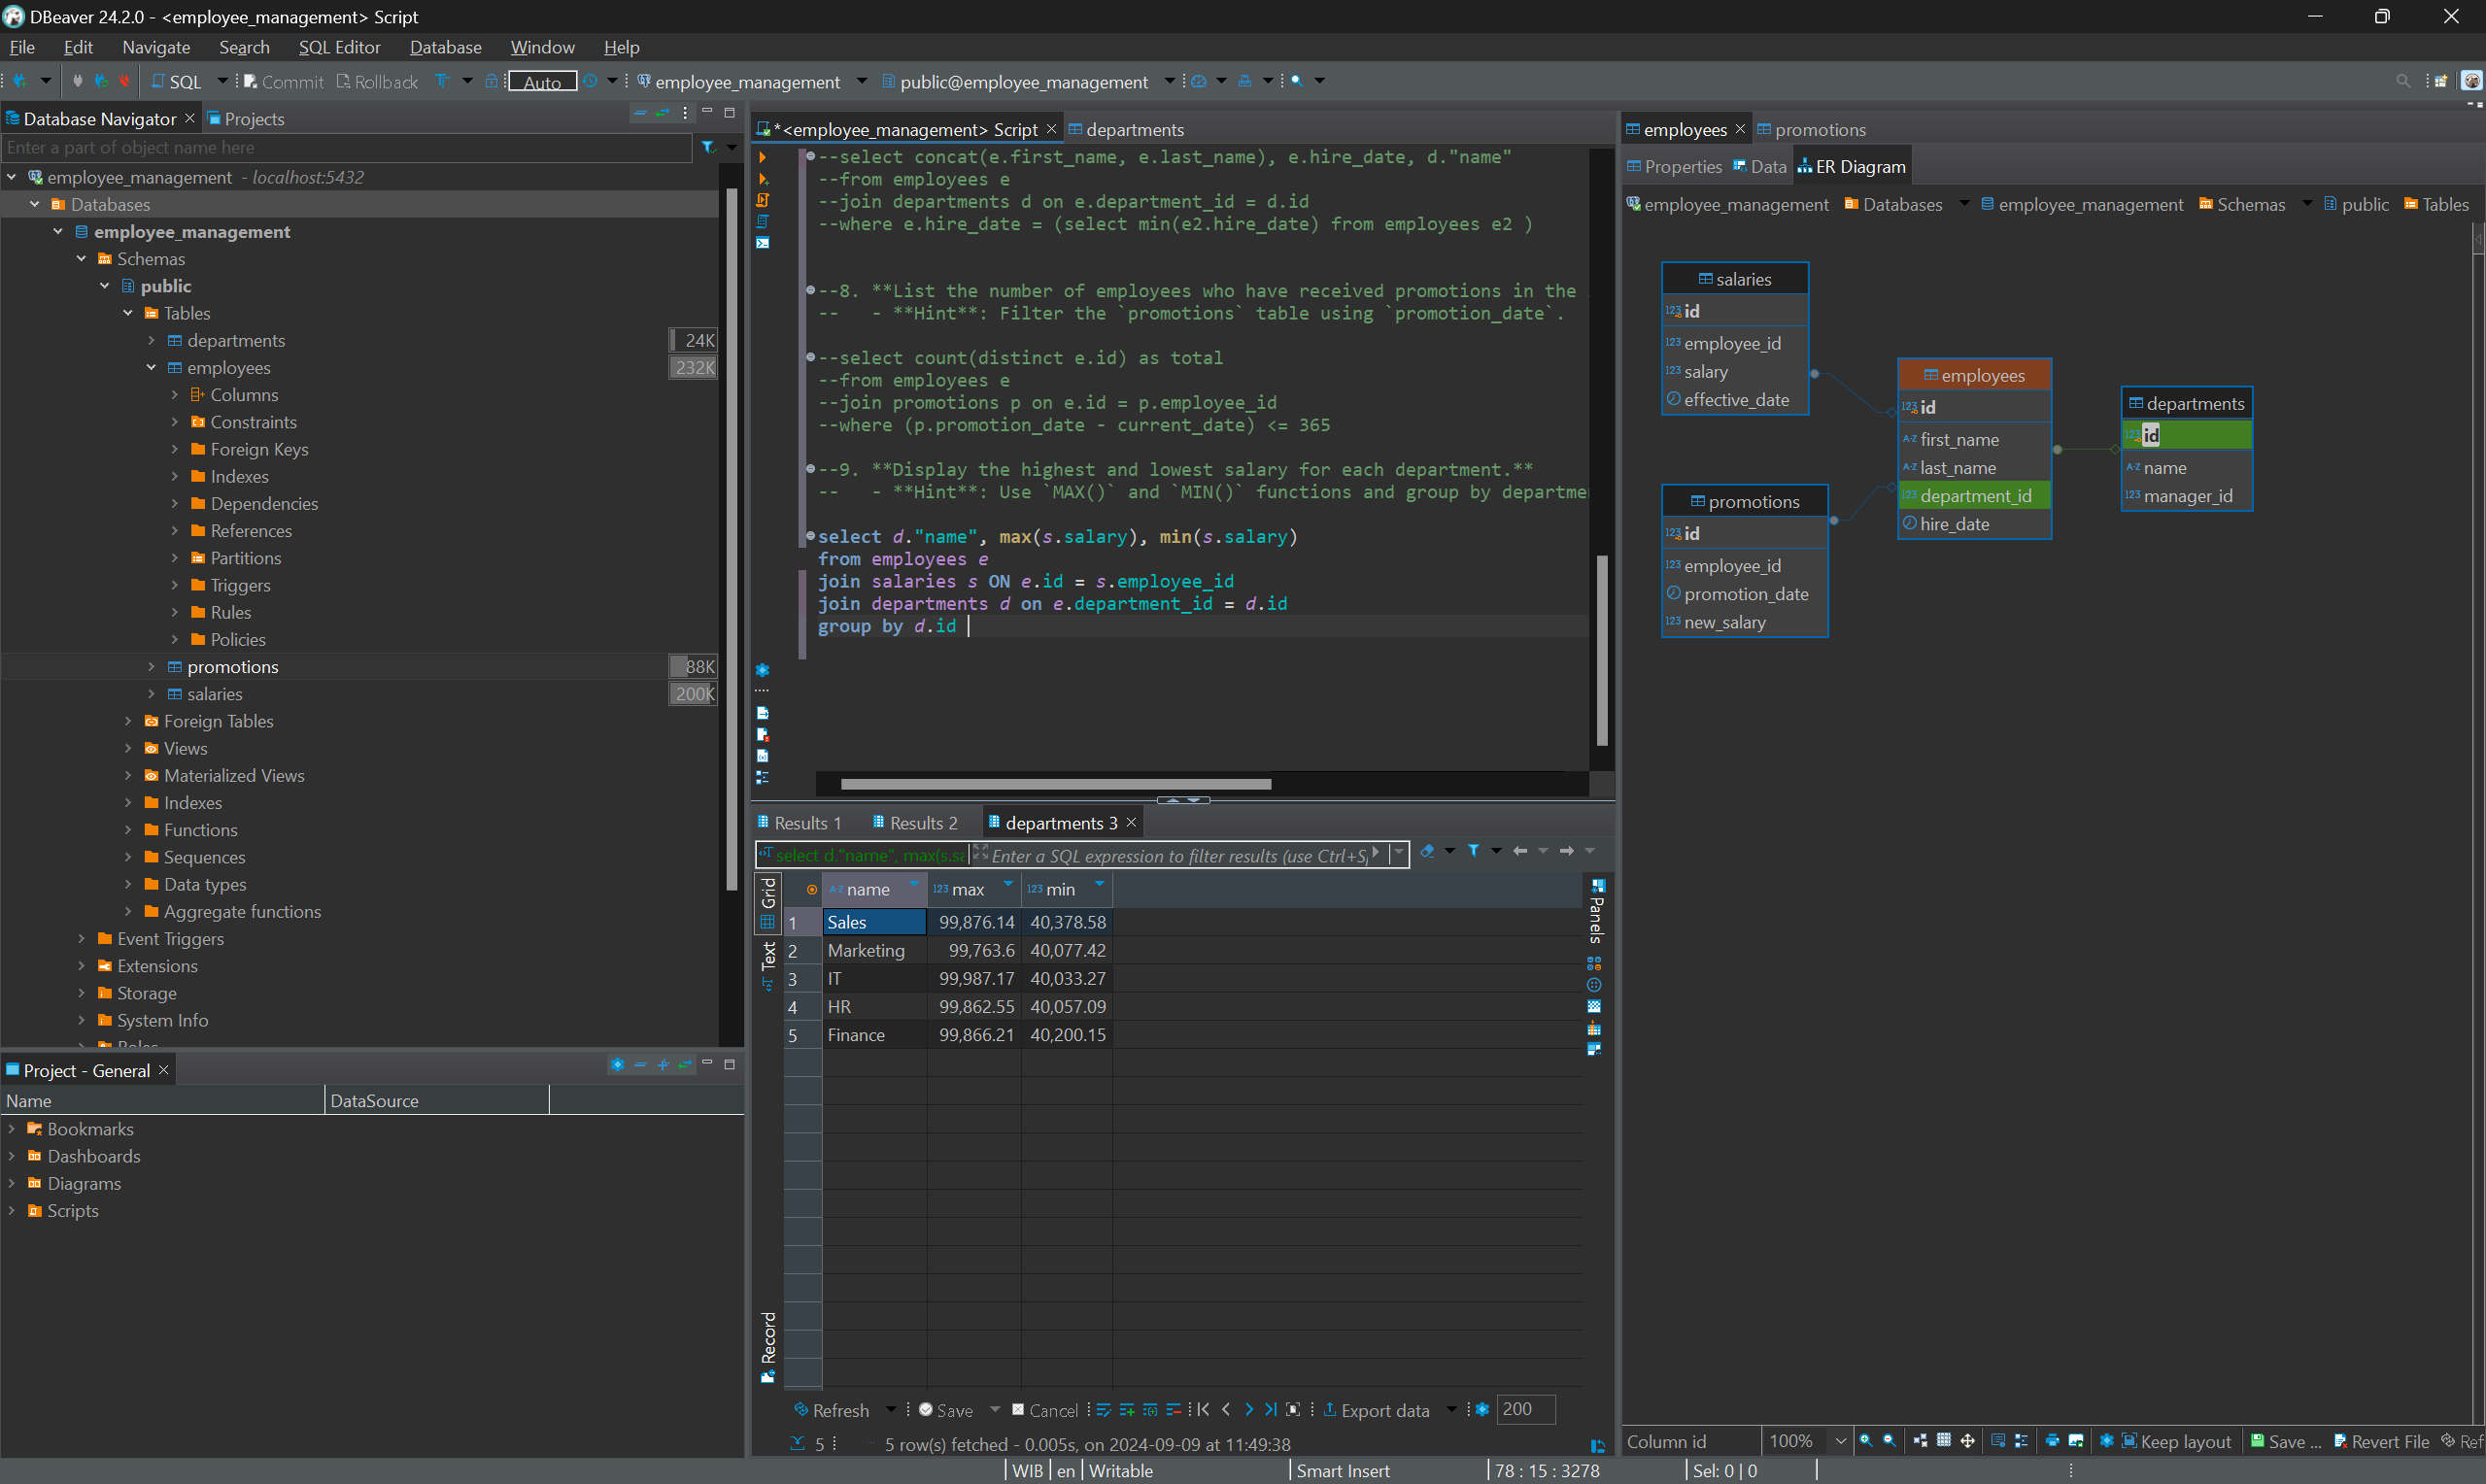 DBeaver 24.2.0 - <employee_management> Script
File Edit Navigate Search SQL Editor Database Window Help
SQL Commit Rollback Auto employee_management public@employee_management
Database Navigator Projects
Enter a part of object name here
employee_management - localhost:5432
Databases
employee_management
Schemas
public
Tables
departments 24K
employees 232K
Columns
Constraints
Foreign Keys
Indexes
Dependencies
References
Partitions
Triggers
Rules
Policies
promotions 88K
salaries 200K
Foreign Tables
Views
Materialized Views
Indexes
Functions
Sequences
Data types
Aggregate functions
Event Triggers
Extensions
Storage
System Info
Project - General
Name DataSource
Bookmarks
Dashboards
Diagrams
Scripts
*<employee_management> Script departments
--select concat(e.first_name, e.last_name), e.hire_date, d."name"
--from employees e
--join departments d on e.department_id = d.id
--where e.hire_date = (select min(e2.hire_date) from employees e2 )
--8. **List the number of employees who have received promotions in the
-- - **Hint**: Filter the `promotions` table using `promotion_date`.
--select count(distinct e.id) as total
--from employees e
--join promotions p on e.id = p.employee_id
--where (p.promotion_date - current_date) <= 365
--9. **Display the highest and lowest salary for each department.**
-- - **Hint**: Use `MAX()` and `MIN()` functions and group by departme
select d."name", max(s.salary), min(s.salary)
from employees e
join salaries s ON e.id = s.employee_id
join departments d on e.department_id = d.id
group by d.id
Results 1 Results 2 departments 3
select d."name", max(s.sa Enter a SQL expression to filter results (use Ctrl+S
Grid
Text
Record
Panels
name max min
1 Sales 99,876.14 40,378.58
2 Marketing 99,763.6 40,077.42
3 IT 99,987.17 40,033.27
4 HR 99,862.55 40,057.09
5 Finance 99,866.21 40,200.15
Refresh Save Cancel Export data 200
5 5 row(s) fetched - 0.005s, on 2024-09-09 at 11:49:38
employees promotions
Properties Data ER Diagram
employee_management Databases employee_management Schemas public Tables
salaries
123 id
123 employee_id
123 salary
effective_date
promotions
123 id
123 employee_id
promotion_date
123 new_salary
employees
123 id
A-Z first_name
A-Z last_name
123 department_id
hire_date
departments
123 id
A-Z name
123 manager_id
Column id 100% Keep layout Save ... Revert File Ref
WIB en Writable Smart Insert 78 : 15 : 3278 Sel: 0 | 0